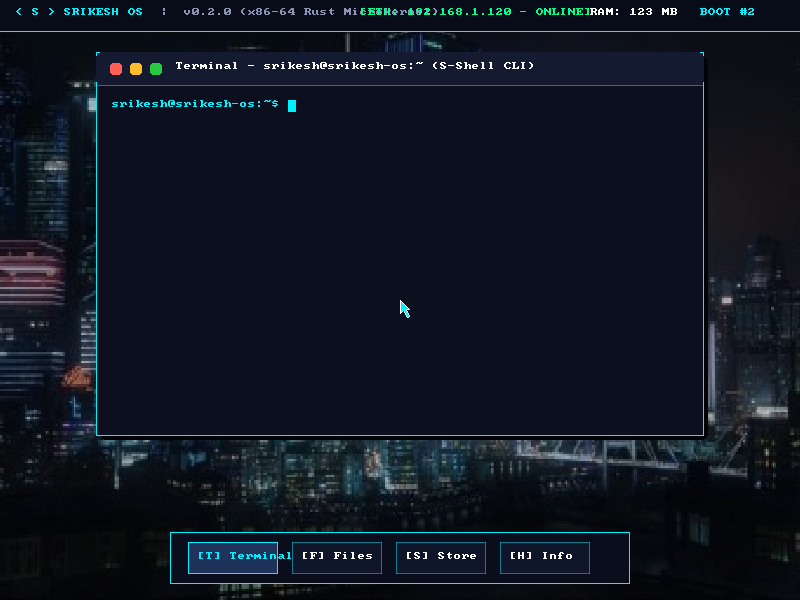 < S > SRIKESH OS | v0.2.0 (x86-64 Rust 192.168.1.120 - ONLINE] RAM: 123 MB BOOT #2
Terminal - srikesh@srikesh-os:~ (S-Shell CLI)
srikesh@srikesh-os:~$
[T] Terminal [F] Files [S] Store [H] Info